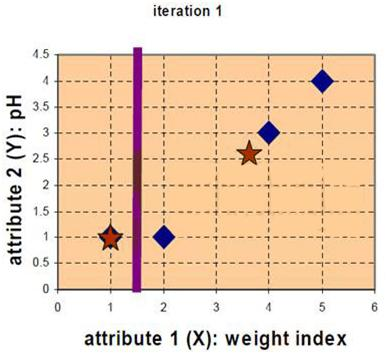 iteration 1
attribute 2 (Y): pH
4.5
4
3.5
3
2.5
2
1.5
1
0.5
0
0 1 2 3 4 5 6
attribute 1 (X): weight index